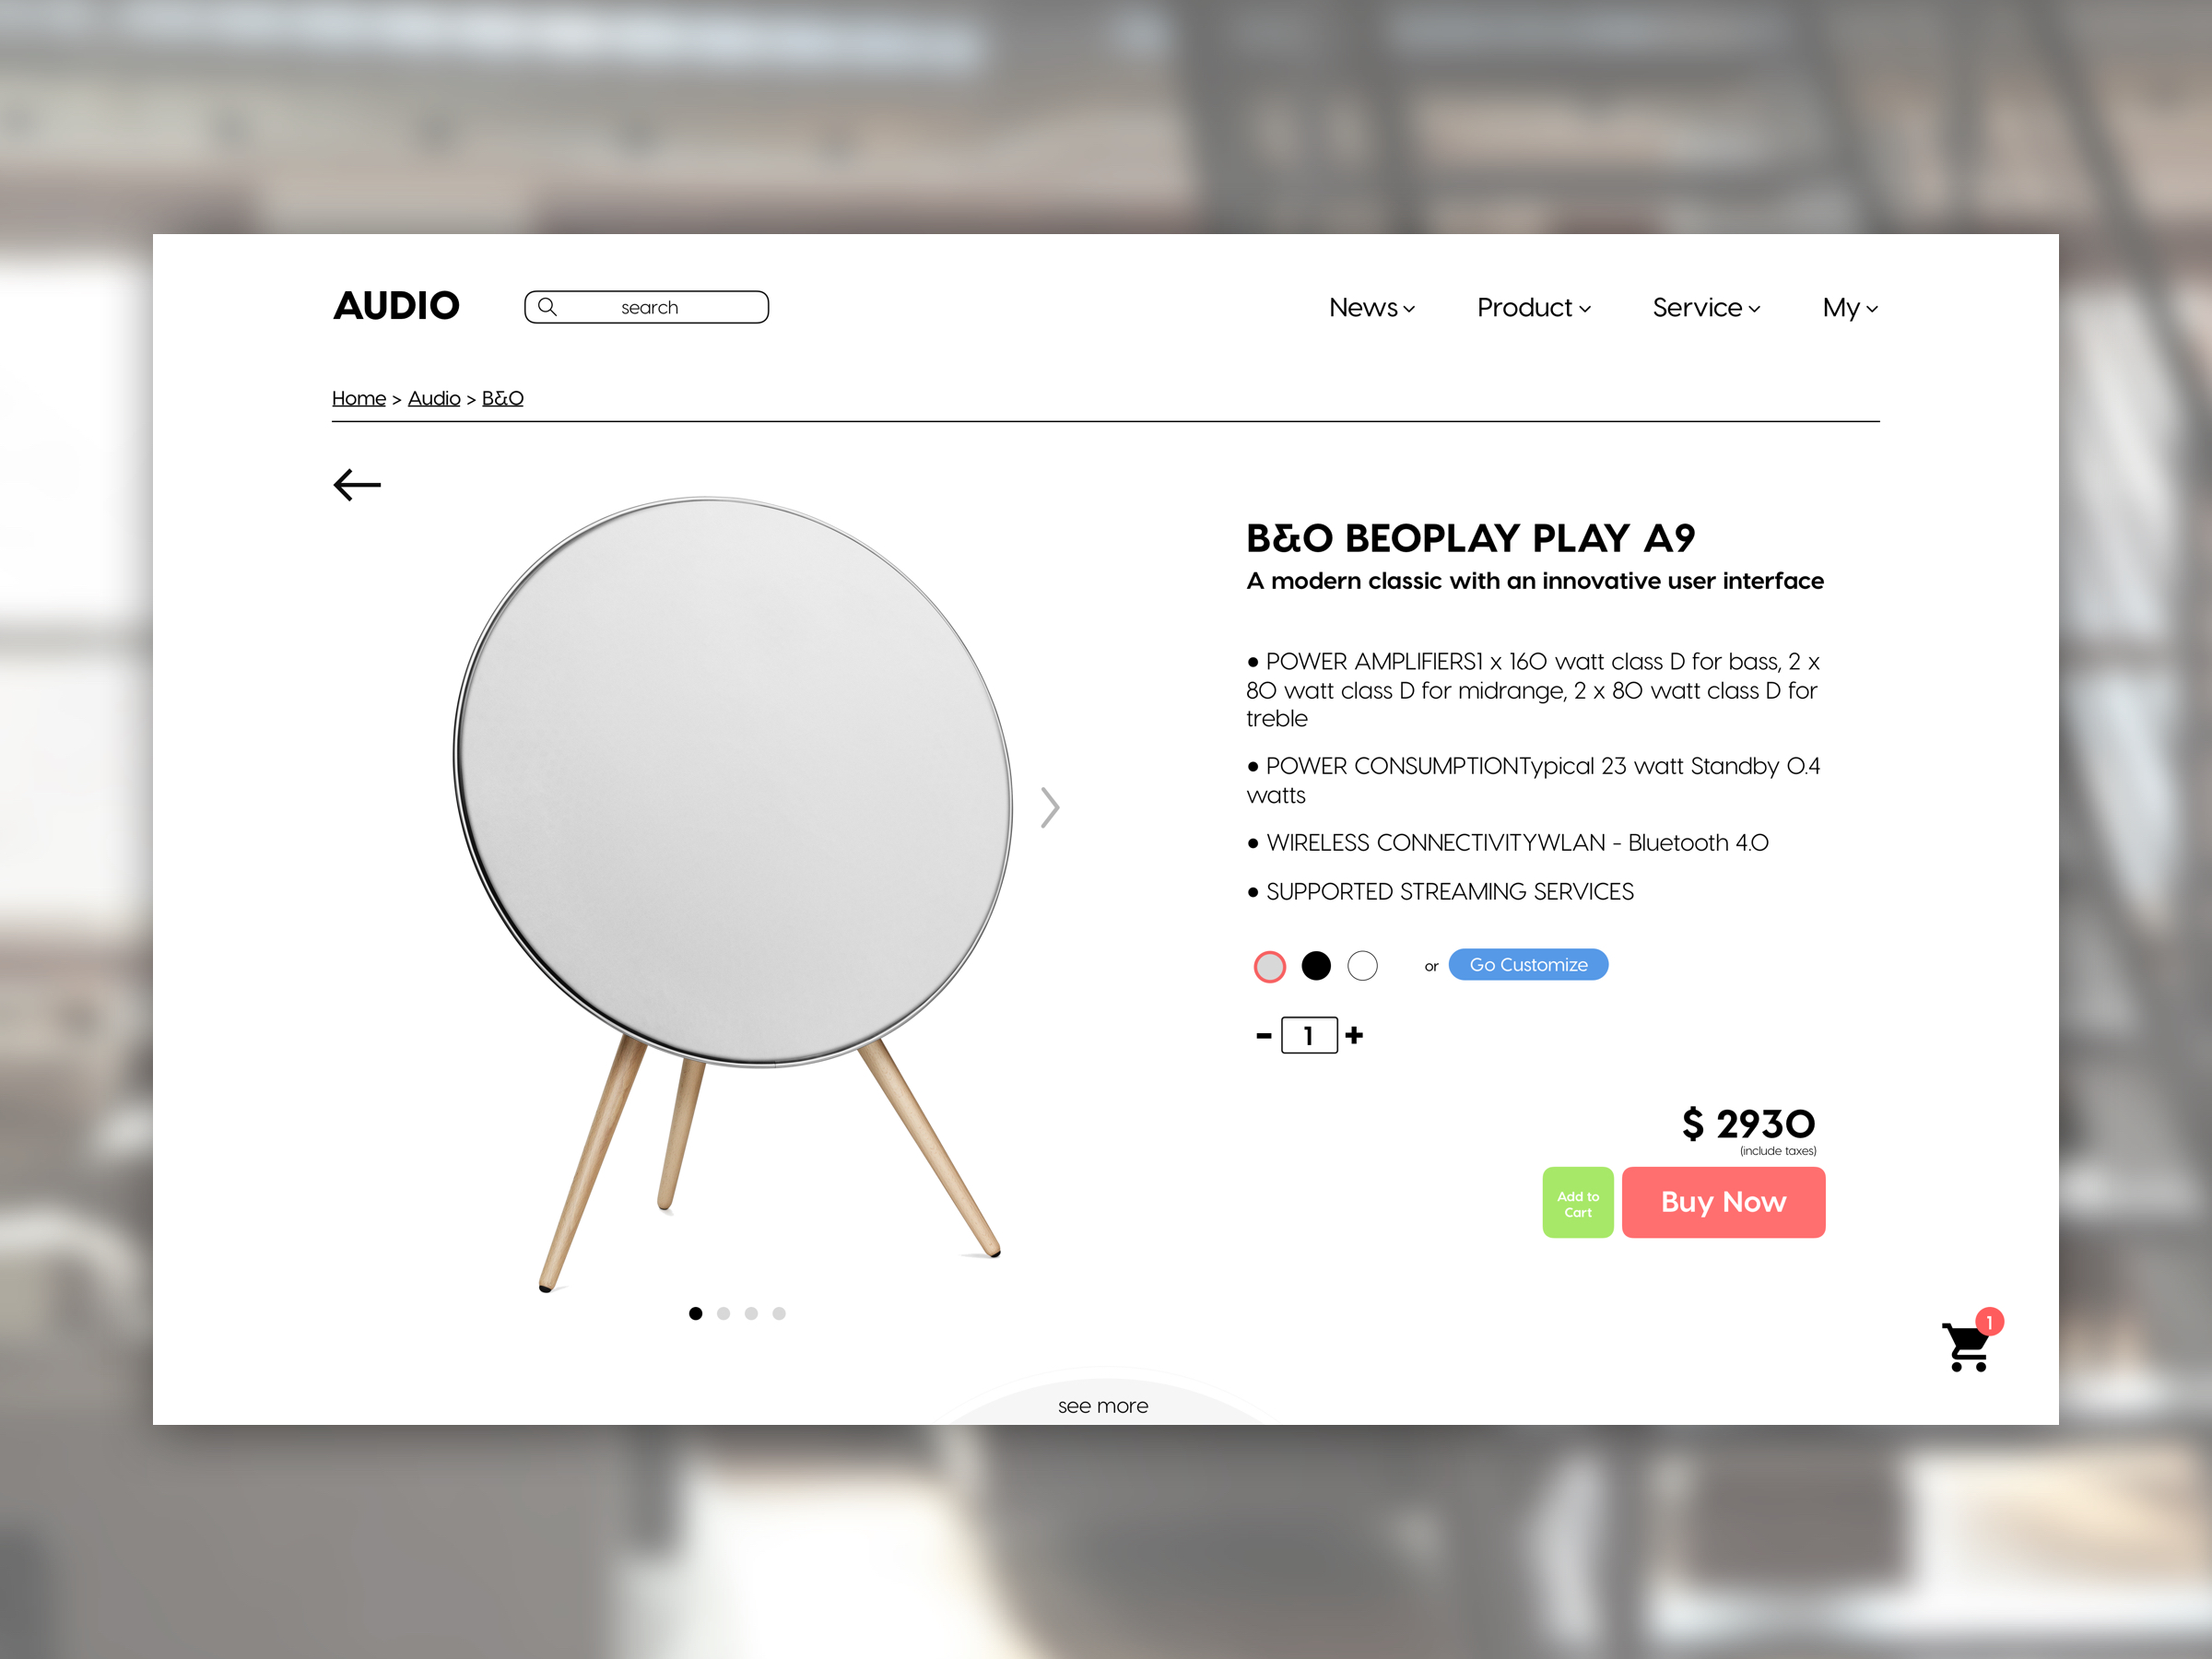 AUDIO
search
News
Product
Service
My
Home > Audio > B&O
B&O BEOPLAY PLAY A9
A modern classic with an innovative user interface
● POWER AMPLIFIERS1 x 160 watt class D for bass, 2 x
80 watt class D for midrange, 2 x 80 watt class D for
treble
● POWER CONSUMPTIONTypical 23 watt Standby 0.4
watts
● WIRELESS CONNECTIVITYWLAN - Bluetooth 4.0
● SUPPORTED STREAMING SERVICES
or
Go Customize
- 1 +
$ 2930
(include taxes)
Add to
Cart
Buy Now
1
see more